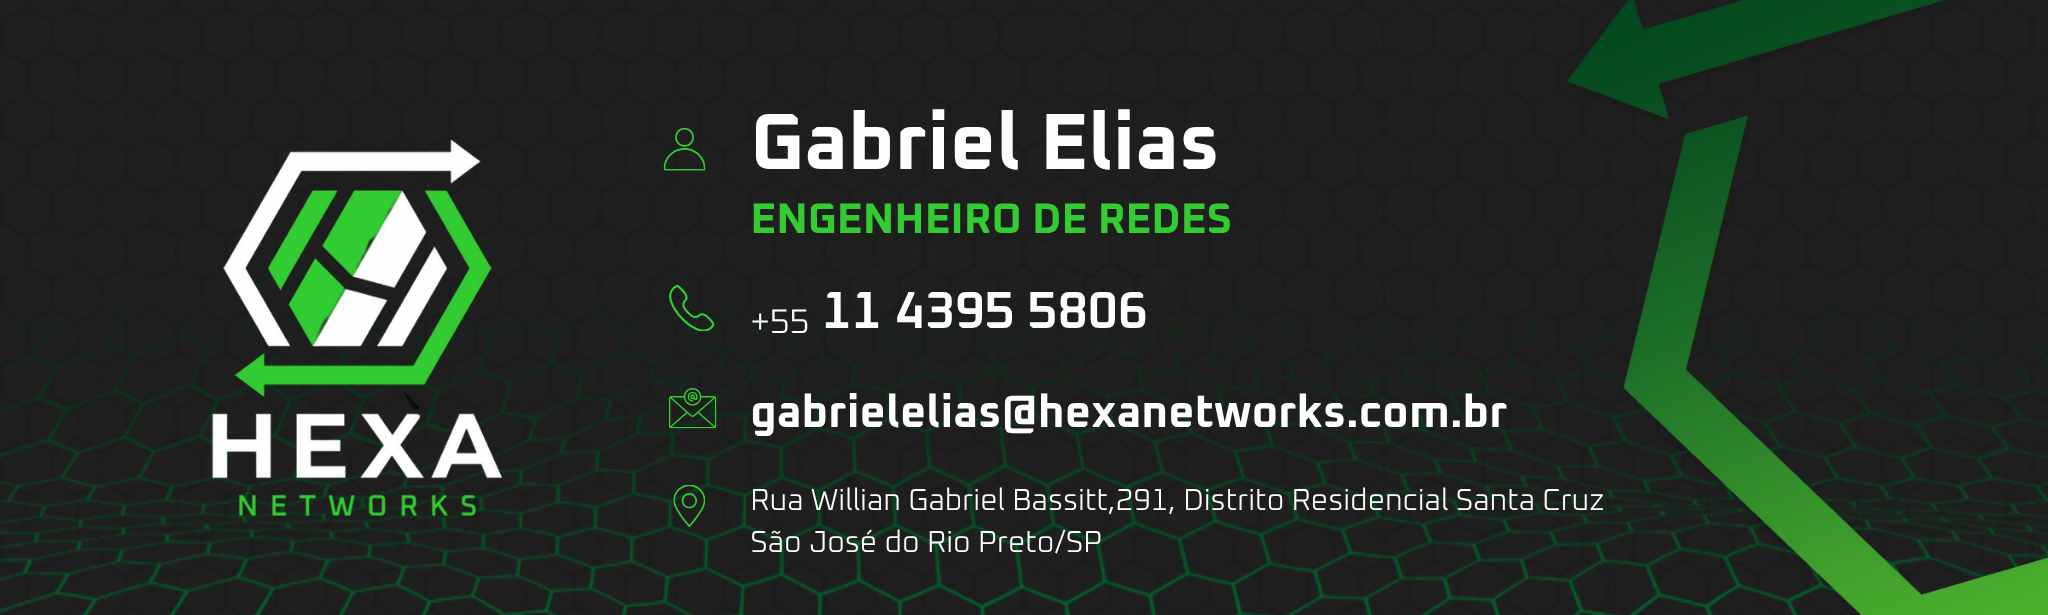 HEXA
NETWORKS
Gabriel Elias
ENGENHEIRO DE REDES
+55 11 4395 5806
gabrielelias@hexanetworks.com.br
Rua Willian Gabriel Bassitt,291, Distrito Residencial Santa Cruz
São José do Rio Preto/SP